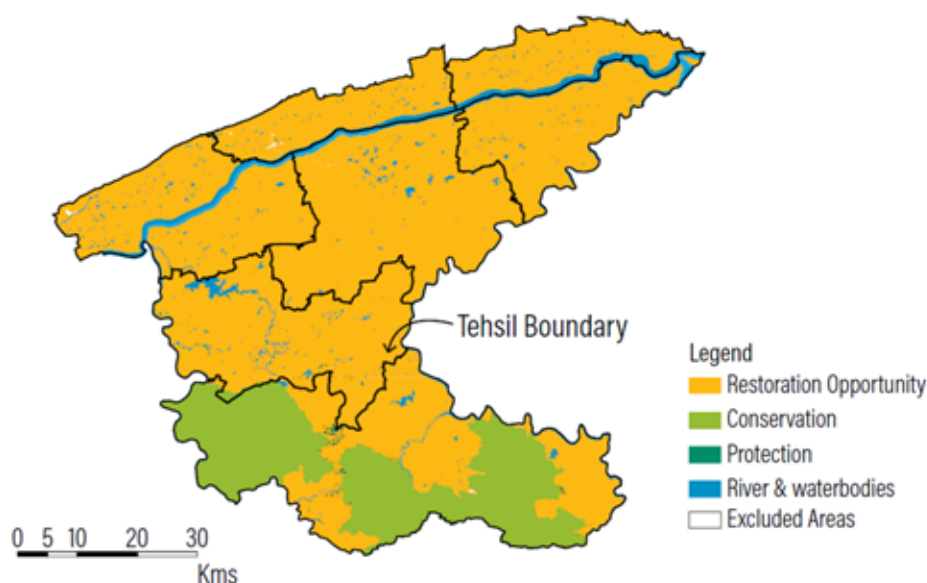 Tehsil Boundary
Legend
Restoration Opportunity
Conservation
Protection
River & waterbodies
Excluded Areas
0 5 10 20 30
Kms